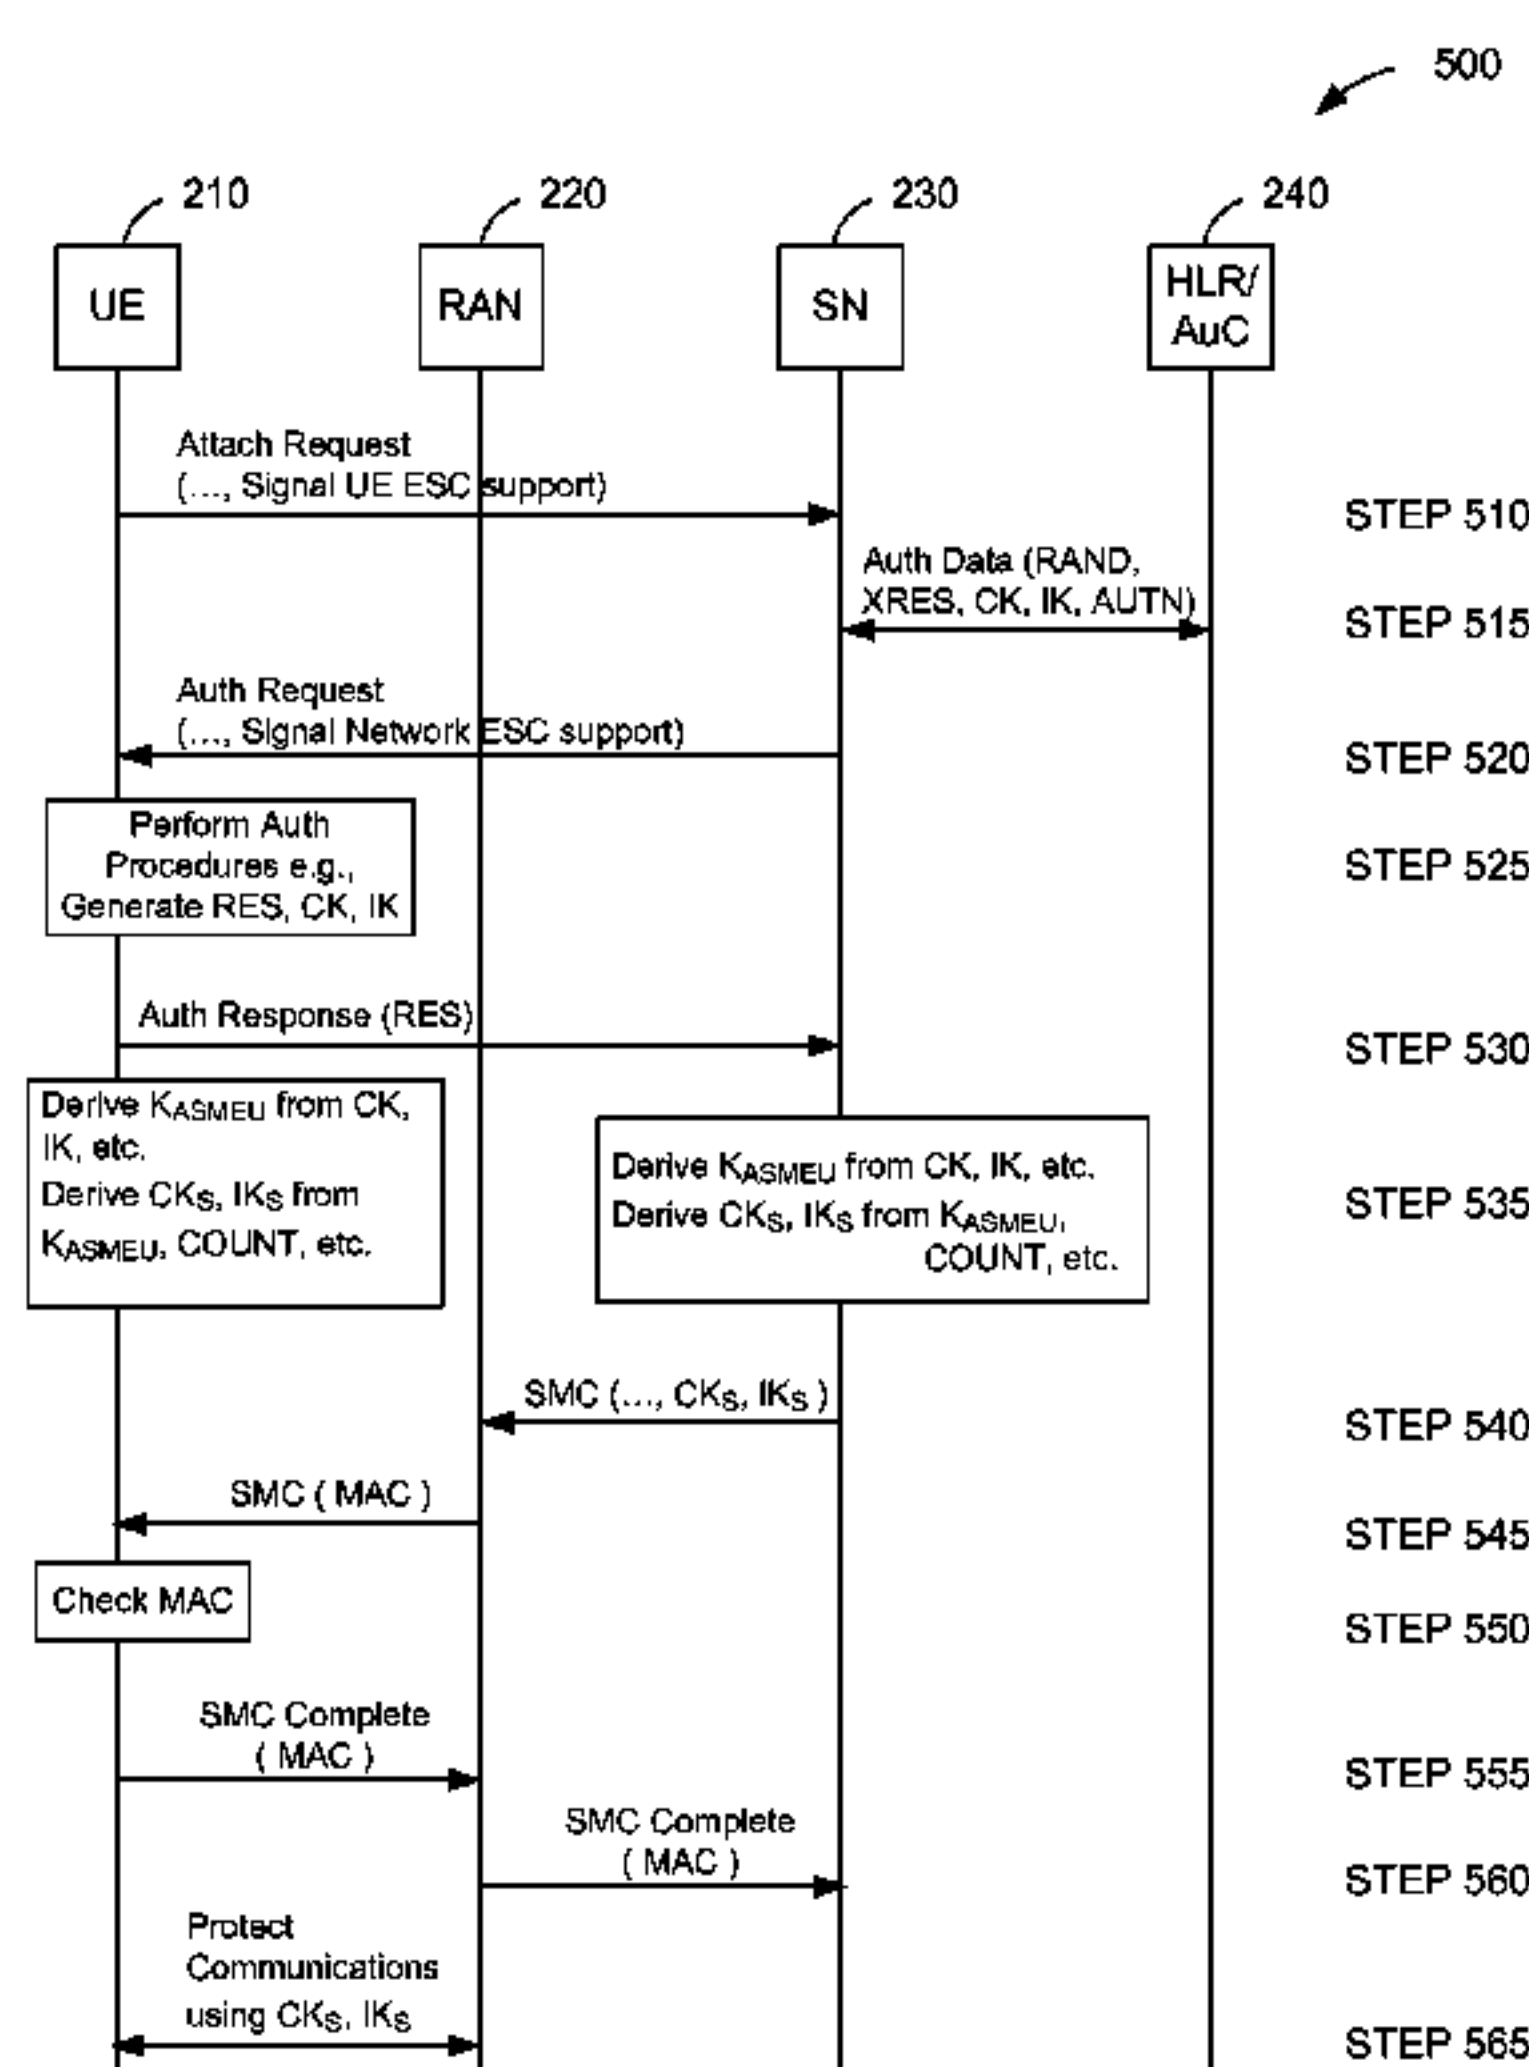 500
210
220
230
240
UE
RAN
SN
HLR/
AuC
Attach Request
(..., Signal UE ESC support)
STEP 510
Auth Data (RAND,
XRES, CK, IK, AUTN)
STEP 515
Auth Request
(..., Signal Network ESC support)
STEP 520
Perform Auth
Procedures e.g.,
Generate RES, CK, IK
STEP 525
Auth Response (RES)
STEP 530
Derive KASMEU from CK,
IK, etc.
Derive CKS, IKS from
KASMEU, COUNT, etc.
Derive KASMEU from CK, IK, etc.
Derive CKS, IKS from KASMEU,
COUNT, etc.
STEP 535
SMC (..., CKS, IKS )
STEP 540
SMC ( MAC )
STEP 545
Check MAC
STEP 550
SMC Complete
( MAC )
STEP 555
SMC Complete
( MAC )
STEP 560
Protect
Communications
using CKS, IKS
STEP 565